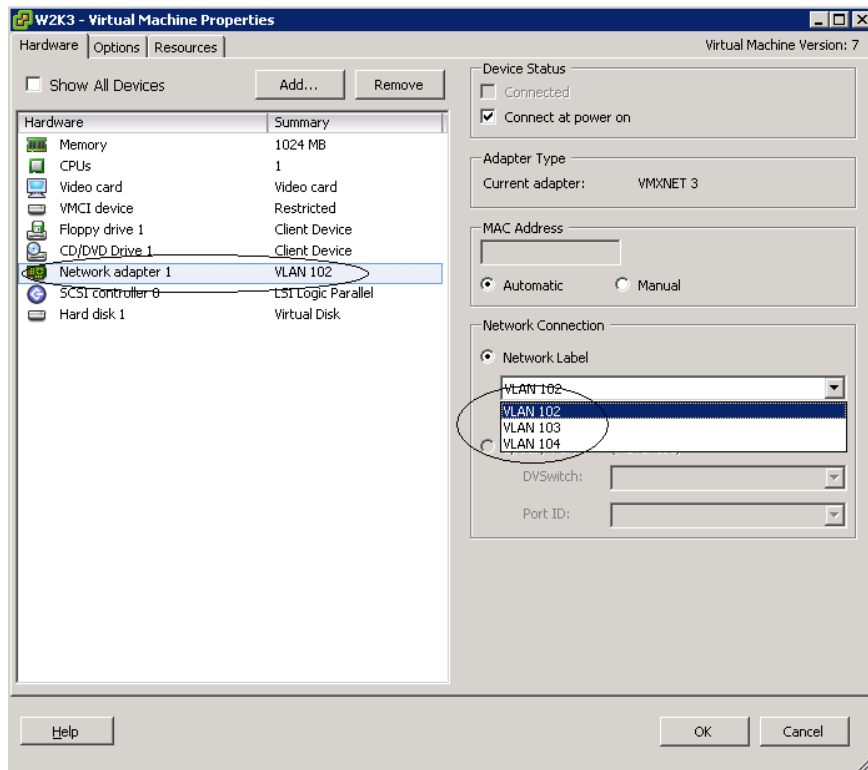 W2K3 - Virtual Machine Properties
Hardware Options Resources Virtual Machine Version: 7
Show All Devices Add... Remove
Hardware Summary
Memory 1024 MB
CPUs 1
Video card Video card
VMCI device Restricted
Floppy drive 1 Client Device
CD/DVD Drive 1 Client Device
Network adapter 1 VLAN 102
SCSI controller 0 LSI Logic Parallel
Hard disk 1 Virtual Disk
Device Status
Connected
Connect at power on
Adapter Type
Current adapter: VMXNET 3
MAC Address
Automatic Manual
Network Connection
Network Label
VLAN 102
VLAN 102
VLAN 103
VLAN 104
DVSwitch:
Port ID:
Help OK Cancel